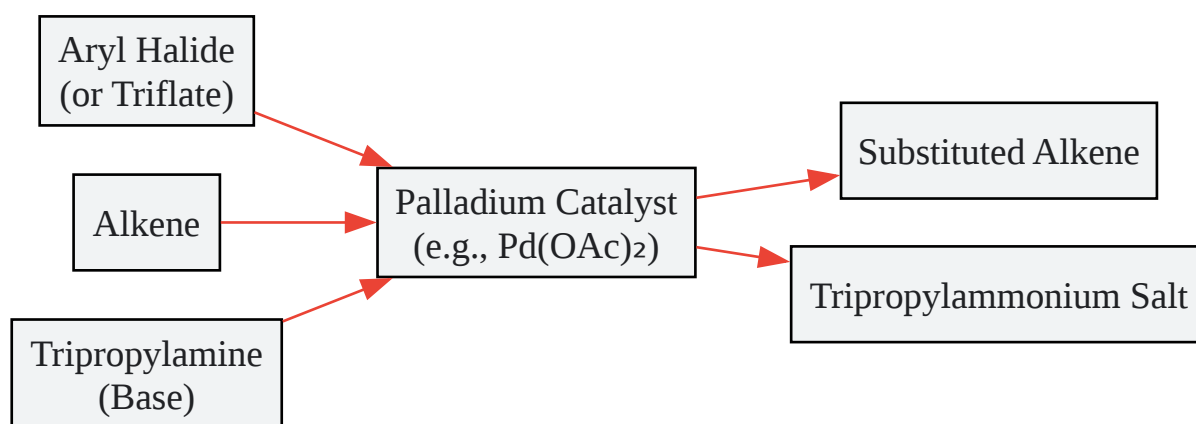 Aryl Halide
(or Triflate)
Alkene
Tripropylamine
(Base)
Palladium Catalyst
(e.g., Pd(OAc)₂)
Substituted Alkene
Tripropylammonium Salt